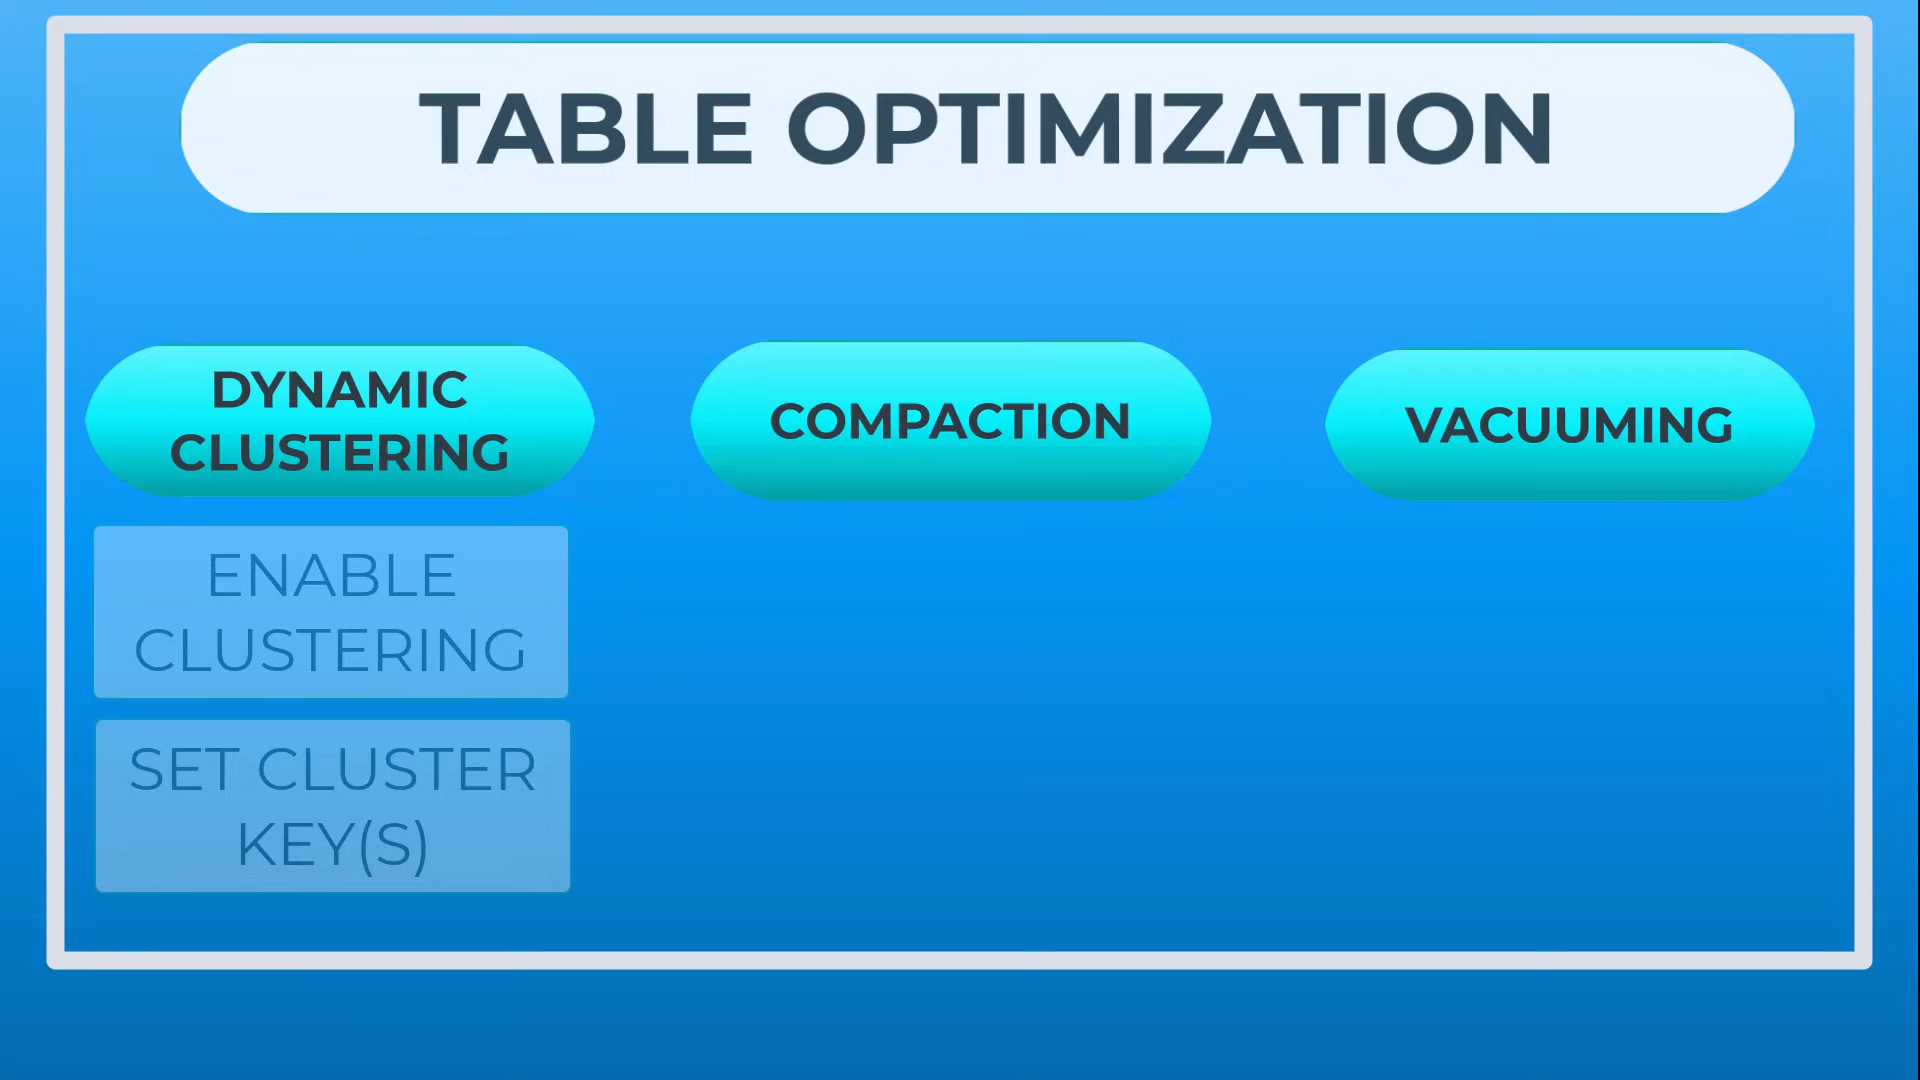 TABLE OPTIMIZATION
DYNAMIC
CLUSTERING
COMPACTION
VACUUMING
ENABLE
CLUSTERING
SET CLUSTER
KEY(S)